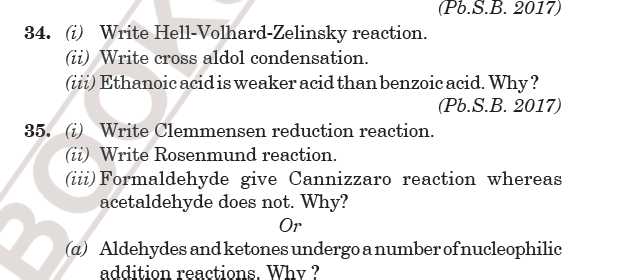 (Pb.S.B. 2017)
34. (i) Write Hell-Volhard-Zelinsky reaction.
(ii) Write cross aldol condensation.
(iii) Ethanoic acid is weaker acid than benzoic acid. Why?
(Pb.S.B. 2017)
35. (i) Write Clemmensen reduction reaction.
(ii) Write Rosenmund reaction.
(iii) Formaldehyde give Cannizzaro reaction whereas
acetaldehyde does not. Why?
Or
(a) Aldehydes and ketones undergo a number of nucleophilic
addition reactions. Why ?